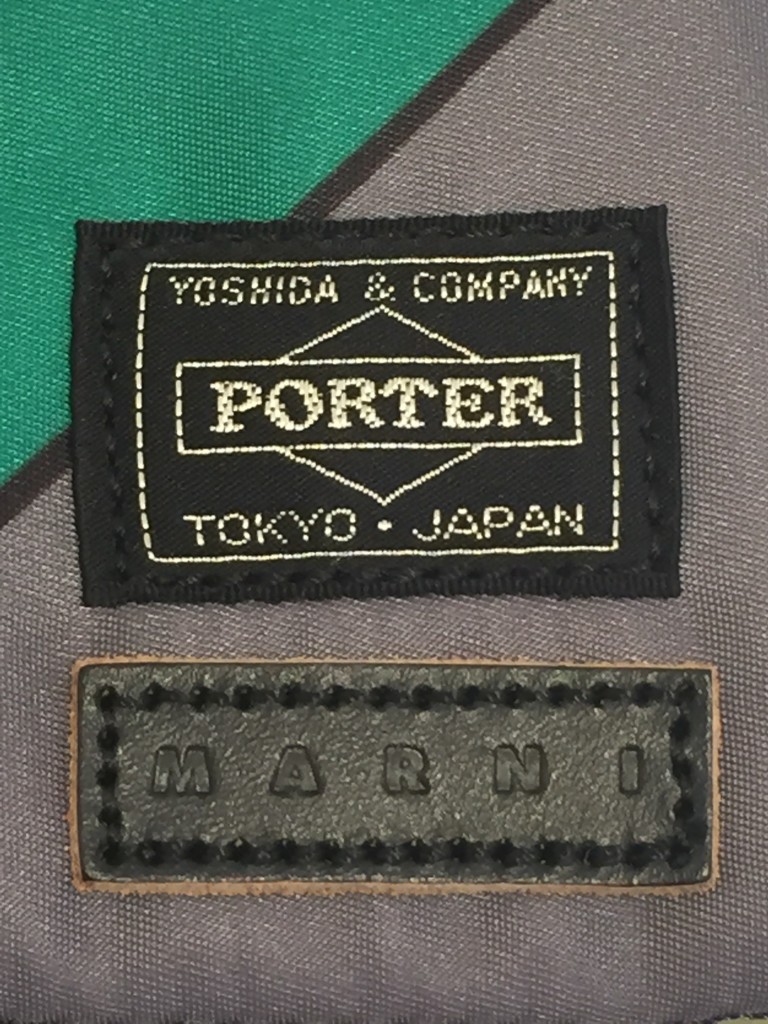 YOSHIDA & COMPANY
PORTER
TOKYO • JAPAN
MARNI